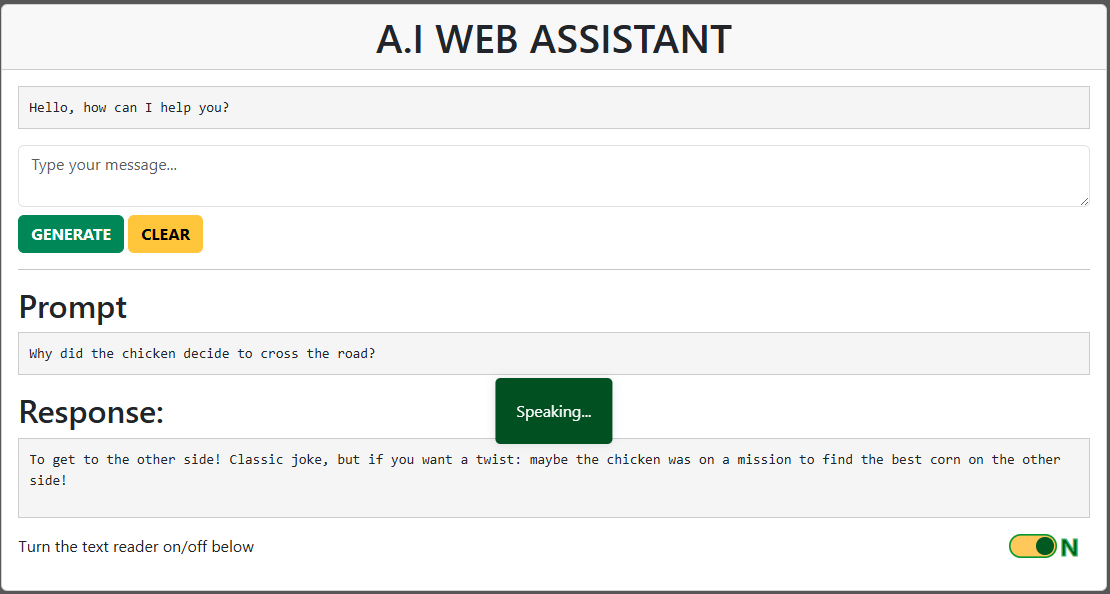 A.I WEB ASSISTANT
Hello, how can I help you?
Type your message...
GENERATE CLEAR
Prompt
Why did the chicken decide to cross the road?
Speaking...
Response:
To get to the other side! Classic joke, but if you want a twist: maybe the chicken was on a mission to find the best corn on the other
side!
Turn the text reader on/off below
N